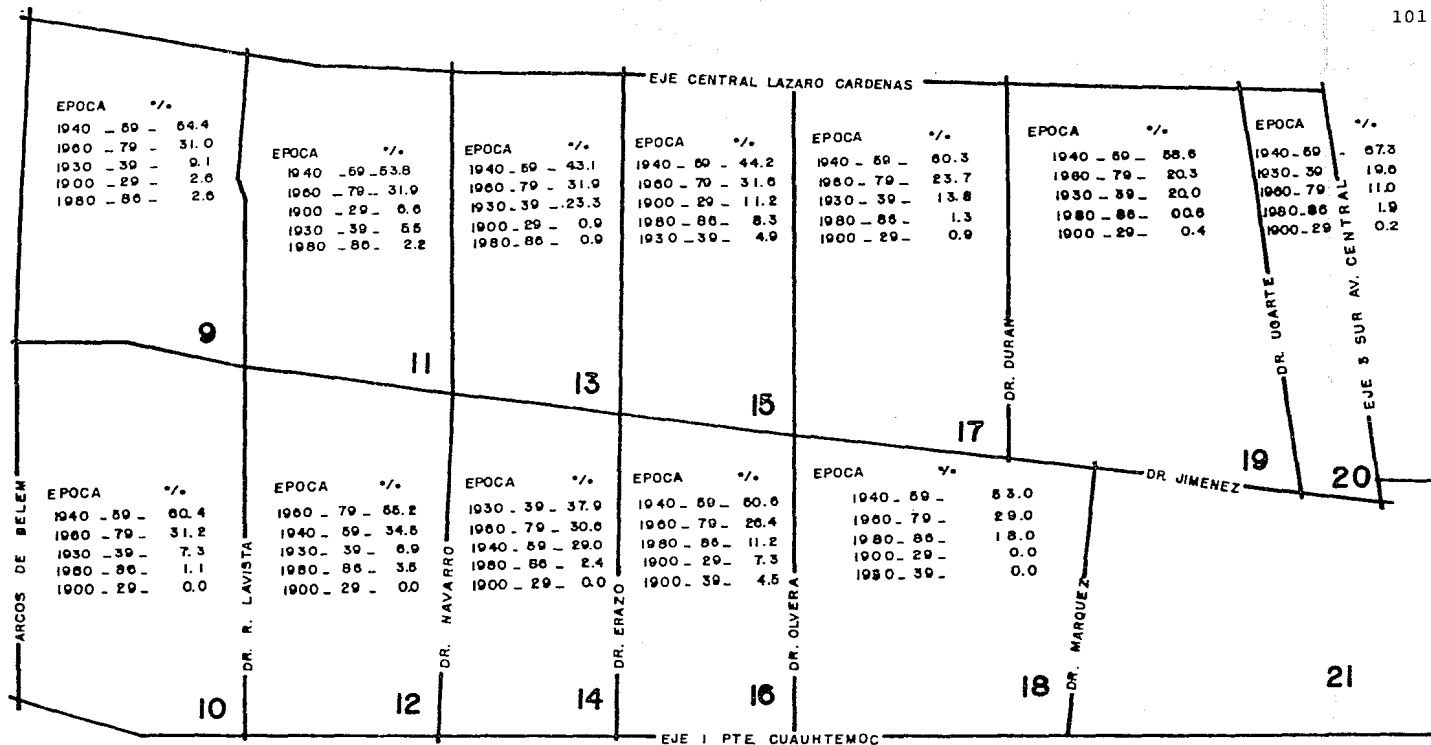 101
EJE CENTRAL LAZARO CARDENAS
EPOCA °/.
1940 - 59 - 54.4
1960 - 79 - 31.0
1930 - 39 - 9.1
1900 - 29 - 2.6
1980 - 86 - 2.6
9
EPOCA °/.
1940 - 59 - 53.8
1960 - 79 - 31.9
1900 - 29 - 6.6
1930 - 39 - 5.5
1980 - 86 - 2.2
11
EPOCA °/.
1940 - 59 - 43.1
1960 - 79 - 31.9
1930 - 39 - 23.3
1900 - 29 - 0.9
1980 - 86 - 0.9
13
EPOCA °/.
1940 - 59 - 44.2
1960 - 79 - 31.6
1900 - 29 - 11.2
1980 - 86 - 8.3
1930 - 39 - 4.9
15
EPOCA °/.
1940 - 59 - 60.3
1960 - 79 - 23.7
1930 - 39 - 13.8
1980 - 86 - 1.3
1900 - 29 - 0.9
17
DR. DURAN
EPOCA °/.
1940 - 59 - 58.6
1960 - 79 - 20.3
1930 - 39 - 20.0
1980 - 86 - 00.6
1900 - 29 - 0.4
19
DR. UGARTE
EPOCA °/.
1940 - 59 - 67.3
1930 - 39 19.6
1960 - 79 11.0
1980 - 86 1.9
1900 - 29 0.2
20
EJE 3 SUR AV. CENTRAL
DR. JIMENEZ
ARCOS DE BELEM
EPOCA °/.
1940 - 59 - 60.4
1960 - 79 - 31.2
1930 - 39 - 7.3
1980 - 86 - 1.1
1900 - 29 - 0.0
10
DR. R. LAVISTA
EPOCA °/.
1960 - 79 - 55.2
1940 - 59 - 34.5
1930 - 39 - 6.9
1980 - 86 - 3.5
1900 - 29 - 0.0
12
DR. NAVARRO
EPOCA °/.
1930 - 39 - 37.9
1960 - 79 - 30.6
1940 - 59 - 29.0
1980 - 86 - 2.4
1900 - 29 - 0.0
14
DR. ERAZO
EPOCA °/.
1940 - 59 - 50.6
1960 - 79 - 26.4
1980 - 86 - 11.2
1900 - 29 - 7.3
1900 - 39 - 4.5
16
DR. OLVERA
EPOCA °/.
1940 - 59 - 53.0
1960 - 79 - 29.0
1980 - 86 - 18.0
1900 - 29 - 0.0
1930 - 39 - 0.0
18
DR. MARQUEZ
21
EJE 1 PTE. CUAUHTEMOC